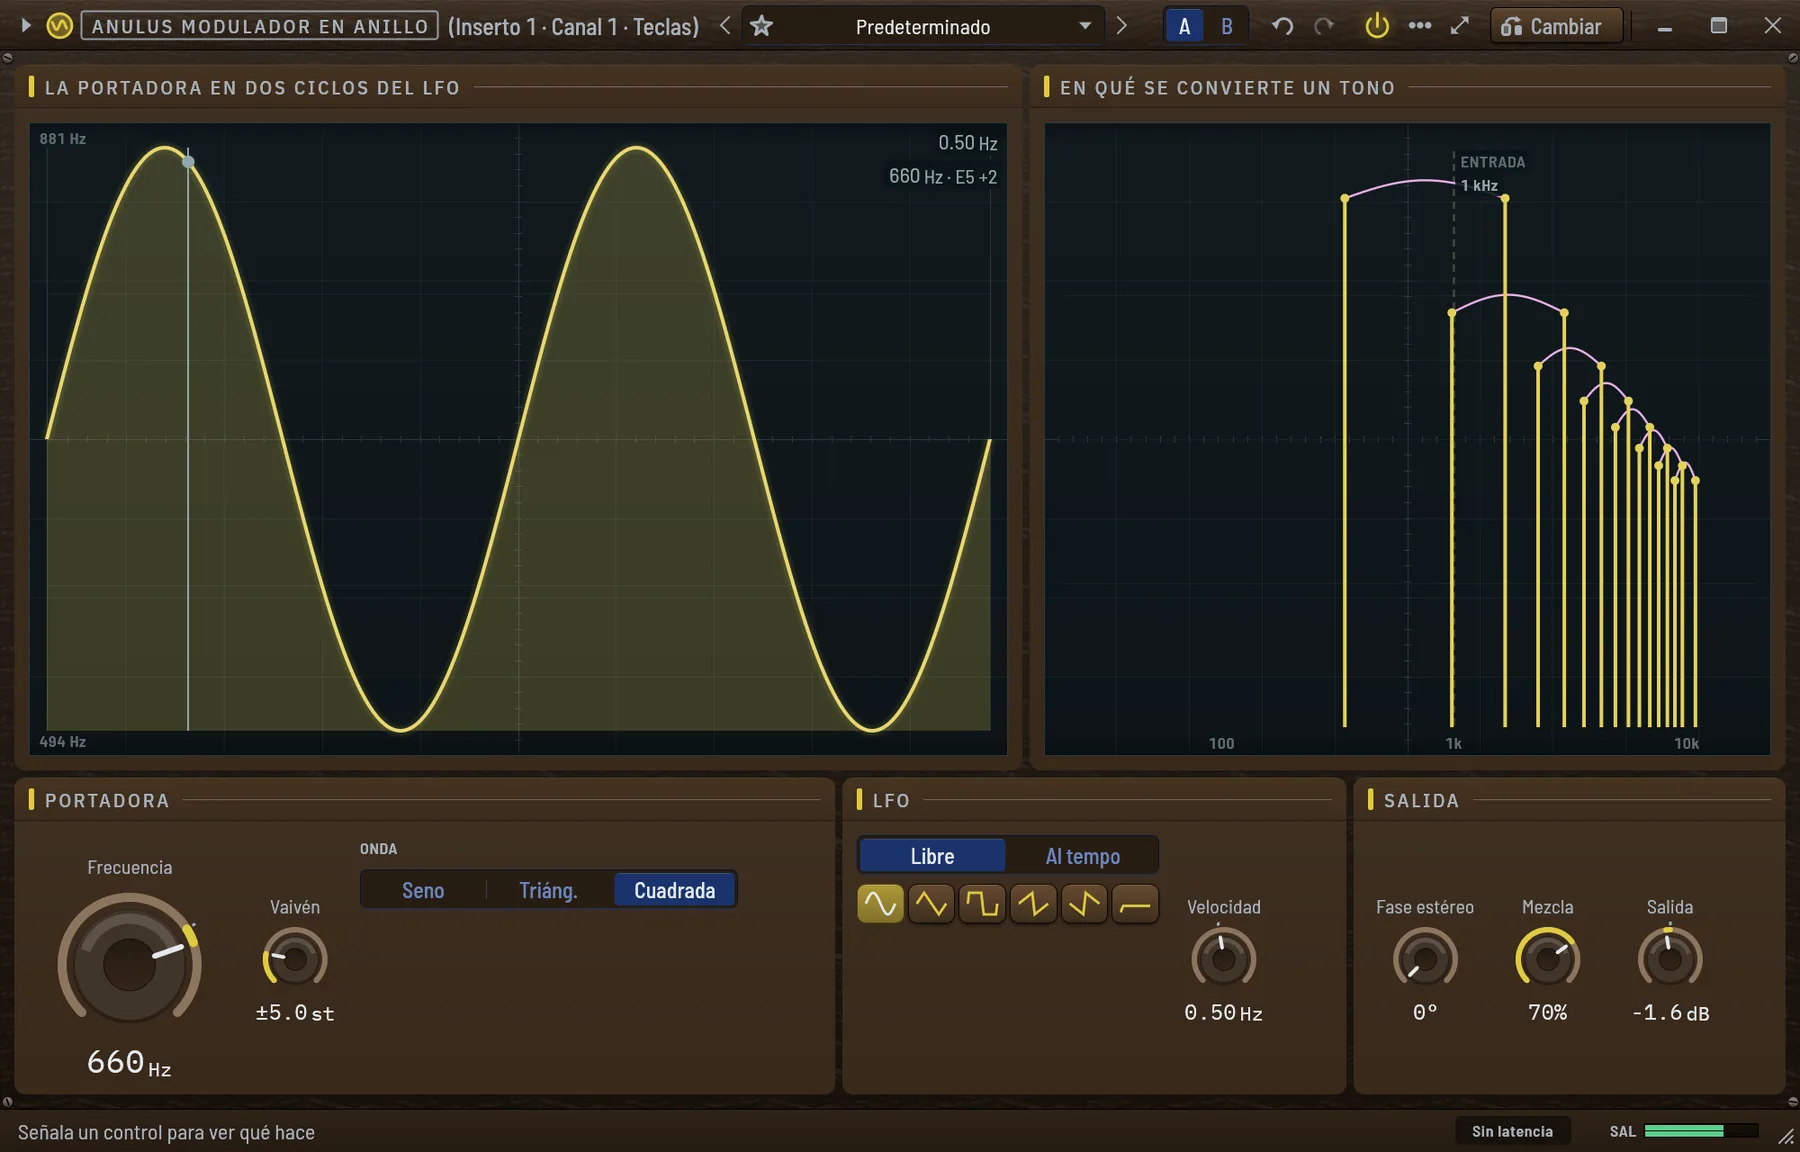 ANULUS MODULADOR EN ANILLO (Inserto 1 · Canal 1 · Teclas) Predeterminado A B Cambiar
LA PORTADORA EN DOS CICLOS DEL LFO
881 Hz
0.50 Hz
660 Hz · E5 +2
494 Hz
EN QUÉ SE CONVIERTE UN TONO
ENTRADA
1 kHz
100 1k 10k
PORTADORA
Frecuencia
660 Hz
Vaivén
±5.0 st
ONDA
Seno Triáng. Cuadrada
LFO
Libre Al tempo
Velocidad
0.50 Hz
SALIDA
Fase estéreo Mezcla Salida
0° 70% -1.6 dB
Señala un control para ver qué hace
Sin latencia SAL